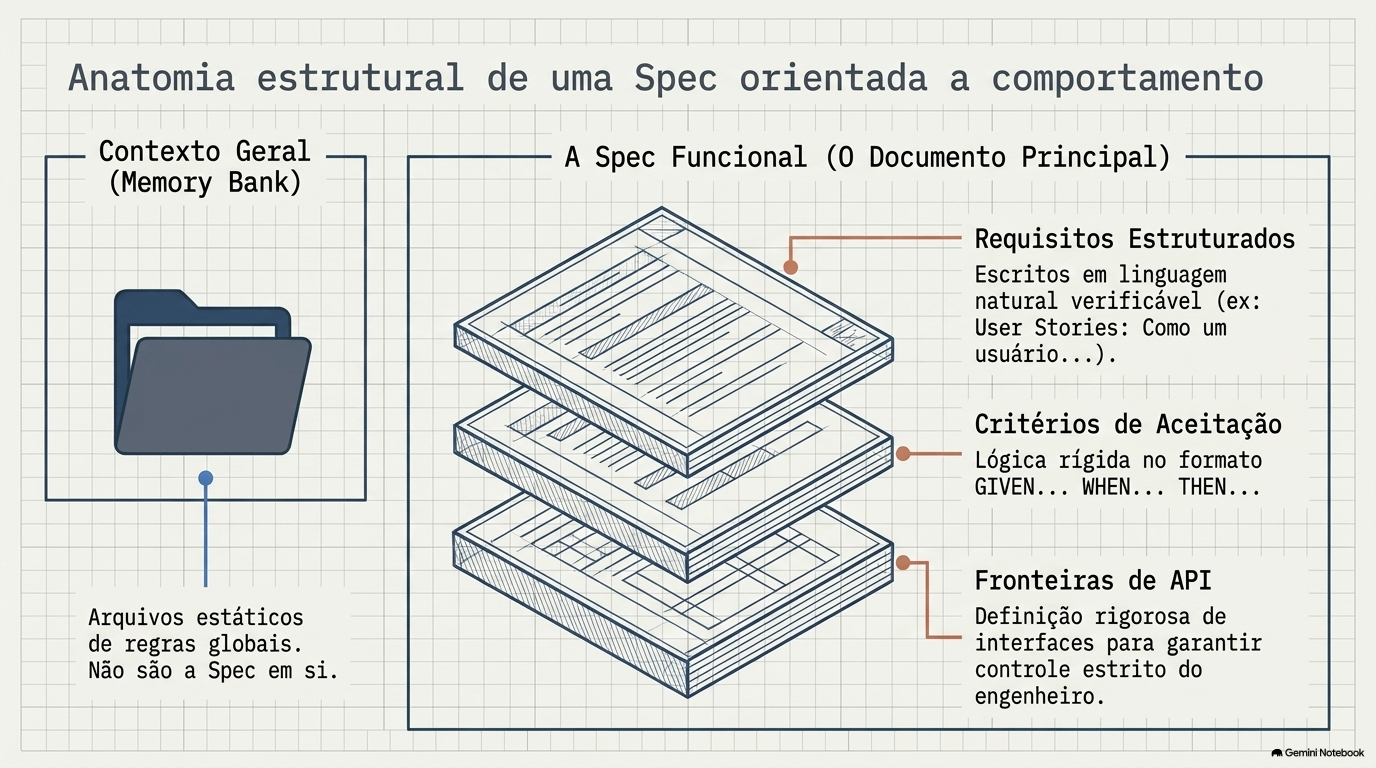 Anatomia estrutural de uma Spec orientada a comportamento
Contexto Geral
(Memory Bank)
Arquivos estáticos
de regras globais.
Não são a Spec em si.
A Spec Funcional (O Documento Principal)
Requisitos Estruturados
Escritos em linguagem
natural verificável (ex:
User Stories: Como um
usuário...).
Critérios de Aceitação
Lógica rígida no formato
GIVEN... WHEN... THEN...
Fronteiras de API
Definição rigorosa de
interfaces para garantir
controle estrito do
engenheiro.
Gemini Notebook